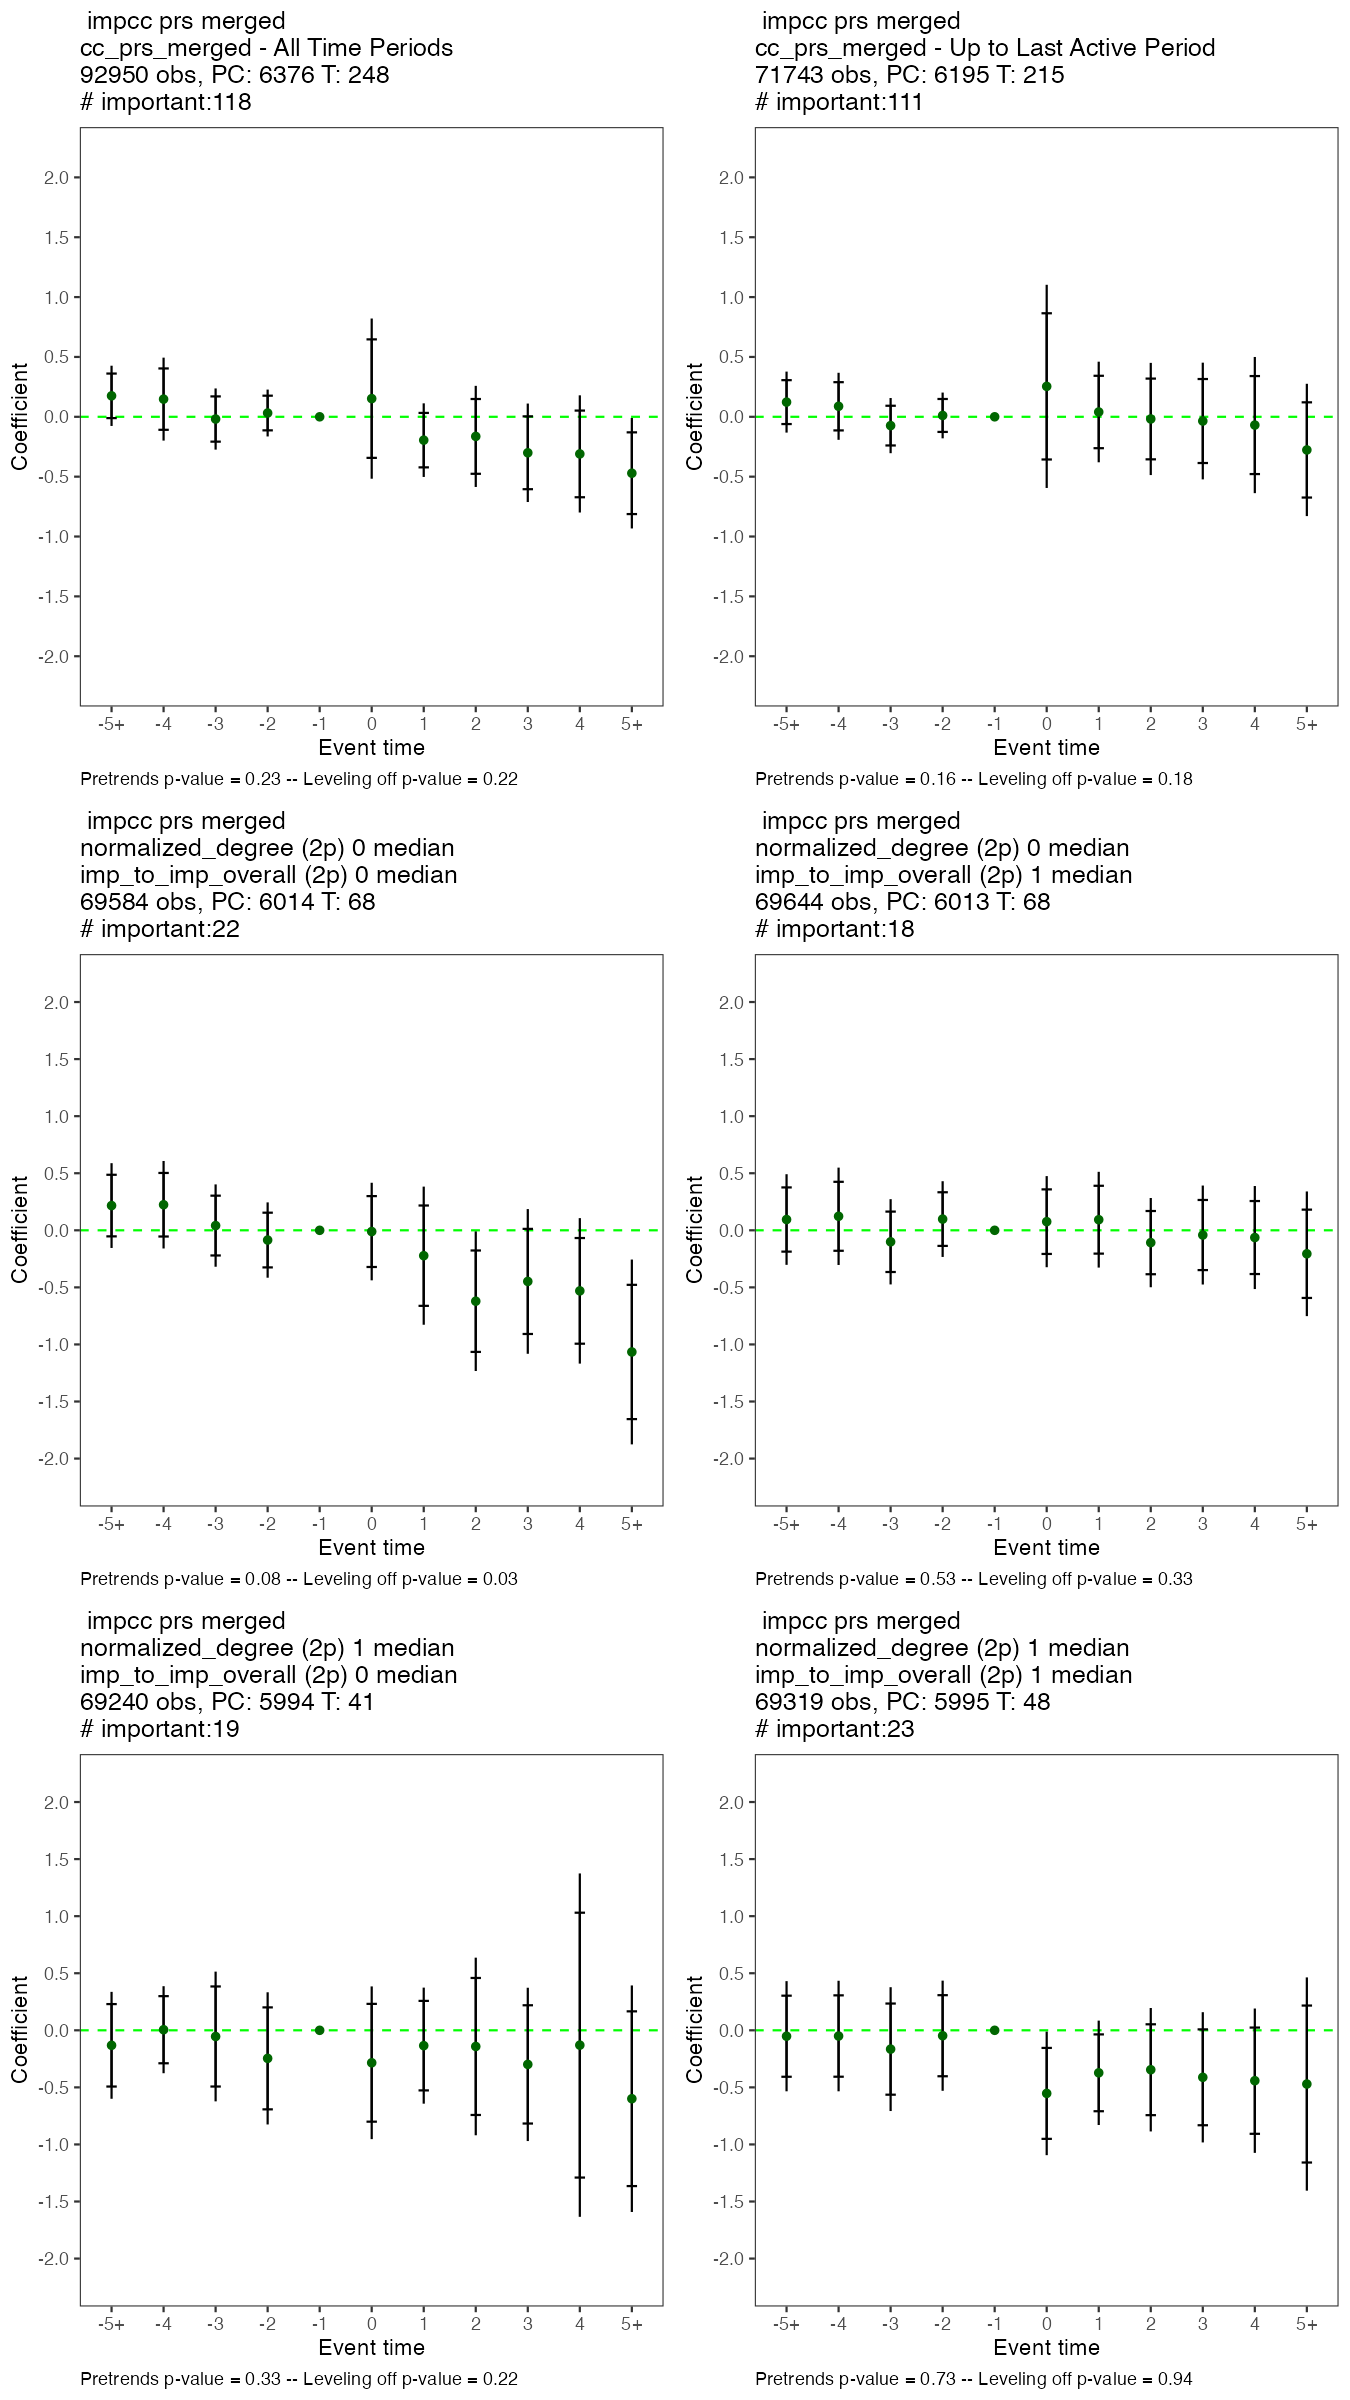 impcc prs merged
cc_prs_merged - All Time Periods
92950 obs, PC: 6376 T: 248
# important:118
Coefficient
2.0
1.5
1.0
0.5
0.0
-0.5
-1.0
-1.5
-2.0
-5+ -4 -3 -2 -1 0 1 2 3 4 5+
Event time
Pretrends p-value = 0.23 -- Leveling off p-value = 0.22
impcc prs merged
cc_prs_merged - Up to Last Active Period
71743 obs, PC: 6195 T: 215
# important:111
Coefficient
2.0
1.5
1.0
0.5
0.0
-0.5
-1.0
-1.5
-2.0
-5+ -4 -3 -2 -1 0 1 2 3 4 5+
Event time
Pretrends p-value = 0.16 -- Leveling off p-value = 0.18
impcc prs merged
normalized_degree (2p) 0 median
imp_to_imp_overall (2p) 0 median
69584 obs, PC: 6014 T: 68
# important:22
Coefficient
2.0
1.5
1.0
0.5
0.0
-0.5
-1.0
-1.5
-2.0
-5+ -4 -3 -2 -1 0 1 2 3 4 5+
Event time
Pretrends p-value = 0.08 -- Leveling off p-value = 0.03
impcc prs merged
normalized_degree (2p) 0 median
imp_to_imp_overall (2p) 1 median
69644 obs, PC: 6013 T: 68
# important:18
Coefficient
2.0
1.5
1.0
0.5
0.0
-0.5
-1.0
-1.5
-2.0
-5+ -4 -3 -2 -1 0 1 2 3 4 5+
Event time
Pretrends p-value = 0.53 -- Leveling off p-value = 0.33
impcc prs merged
normalized_degree (2p) 1 median
imp_to_imp_overall (2p) 0 median
69240 obs, PC: 5994 T: 41
# important:19
Coefficient
2.0
1.5
1.0
0.5
0.0
-0.5
-1.0
-1.5
-2.0
-5+ -4 -3 -2 -1 0 1 2 3 4 5+
Event time
Pretrends p-value = 0.33 -- Leveling off p-value = 0.22
impcc prs merged
normalized_degree (2p) 1 median
imp_to_imp_overall (2p) 1 median
69319 obs, PC: 5995 T: 48
# important:23
Coefficient
2.0
1.5
1.0
0.5
0.0
-0.5
-1.0
-1.5
-2.0
-5+ -4 -3 -2 -1 0 1 2 3 4 5+
Event time
Pretrends p-value = 0.73 -- Leveling off p-value = 0.94